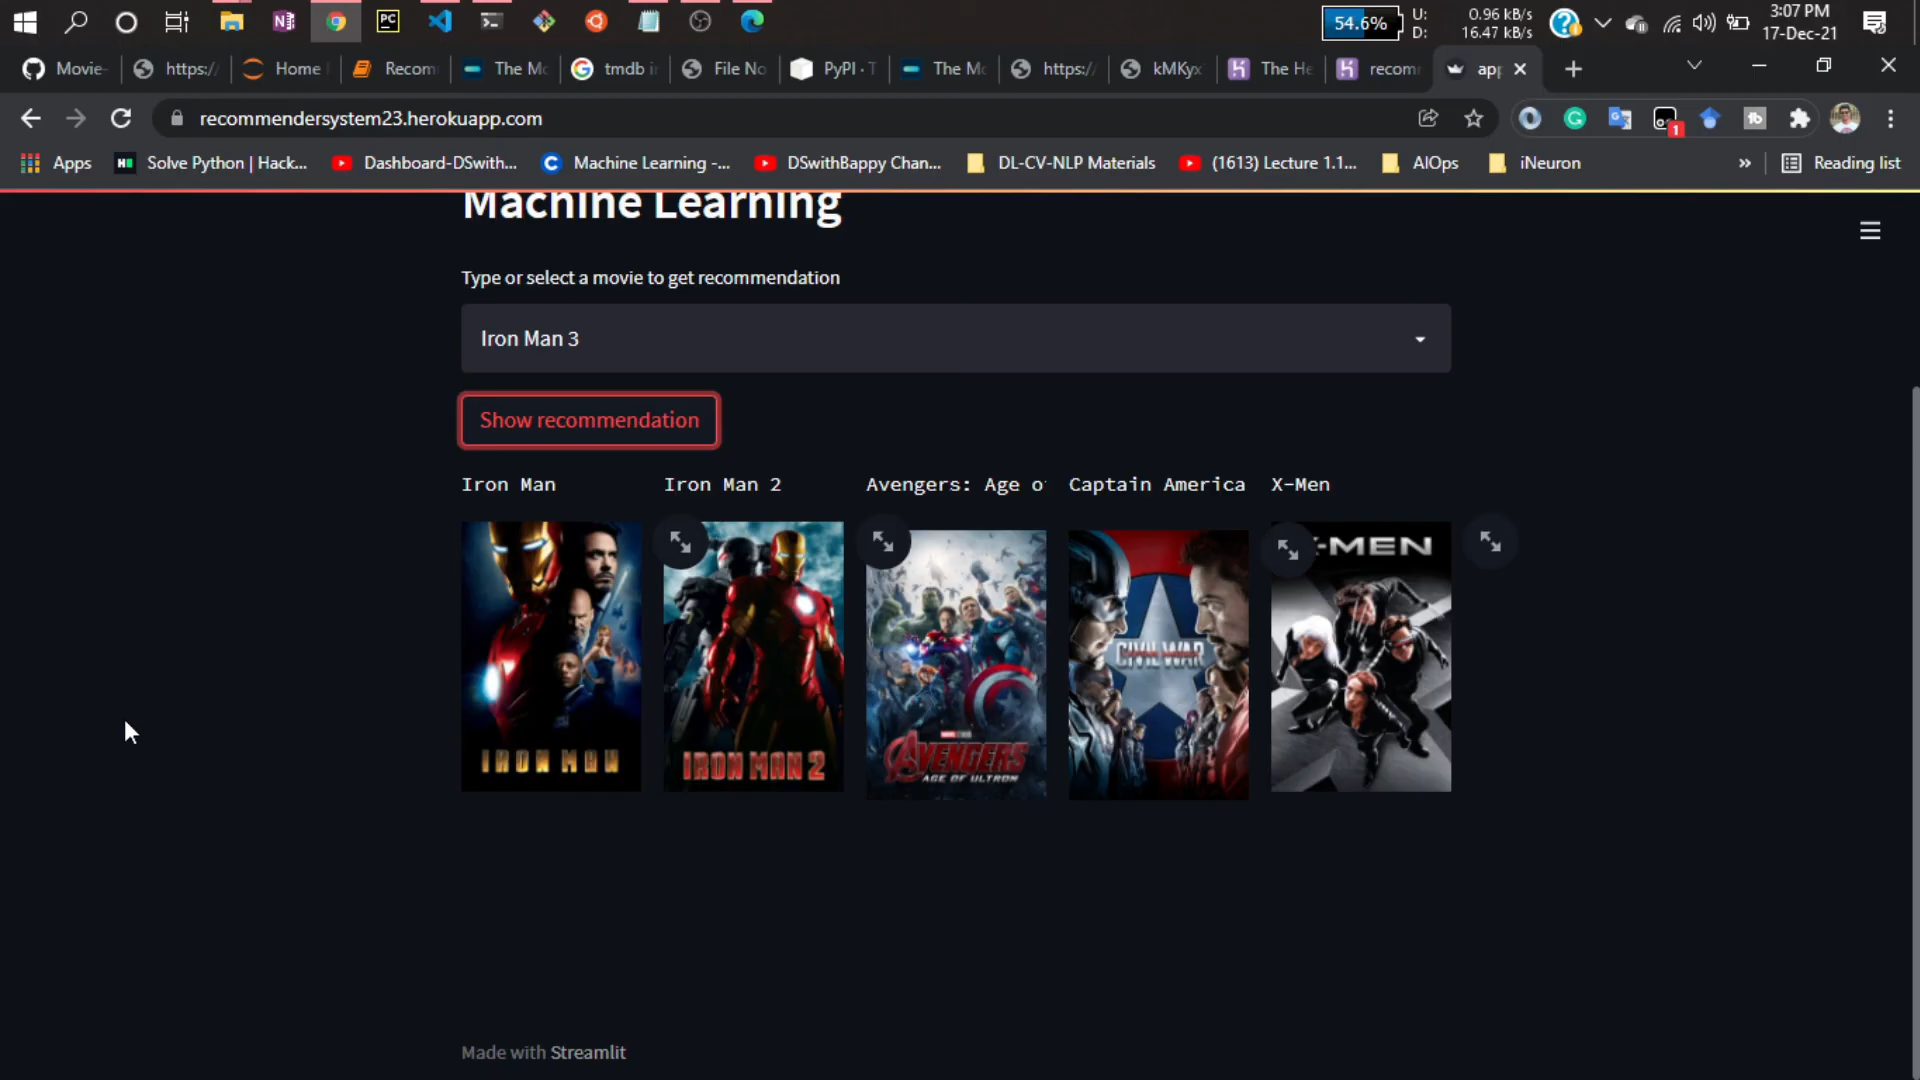 54.6%
U: 0.96 kB/s
D: 16.47 kB/s
3:07 PM
17-Dec-21
Movie-
https:/
Home
Recom
The Mo
tmdb i
File No
PyPI · T
The Mo
https:/
kMKyx
The He
recom
app
recommendersystem23.herokuapp.com
1
Apps
Solve Python | Hack...
Dashboard-DSwith...
Machine Learning -...
DSwithBappy Chan...
DL-CV-NLP Materials
(1613) Lecture 1.1...
AIOps
iNeuron
»
Reading list
Machine Learning
Type or select a movie to get recommendation
Iron Man 3
Show recommendation
Iron Man
Iron Man 2
Avengers: Age o
Captain America
X-Men
IRON MAN
IRON MAN 2
AVENGERS
AGE OF ULTRON
CIVIL WAR
-MEN
Made with Streamlit